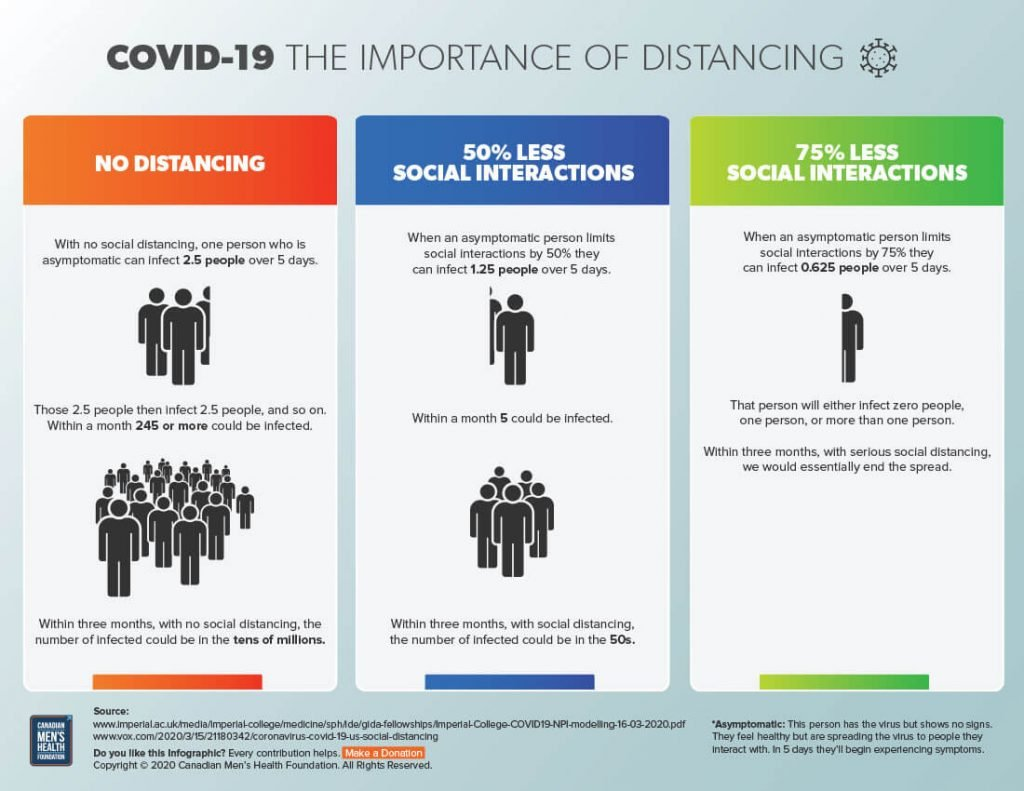 COVID-19 THE IMPORTANCE OF DISTANCING
NO DISTANCING
With no social distancing, one person who is
asymptomatic can infect 2.5 people over 5 days.
Those 2.5 people then infect 2.5 people, and so on.
Within a month 245 or more could be infected.
Within three months, with no social distancing, the
number of infected could be in the tens of millions.
50% LESS
SOCIAL INTERACTIONS
When an asymptomatic person limits
social interactions by 50% they
can infect 1.25 people over 5 days.
Within a month 5 could be infected.
Within three months, with social distancing,
the number of infected could be in the 50s.
75% LESS
SOCIAL INTERACTIONS
When an asymptomatic person limits
social interactions by 75% they
can infect 0.625 people over 5 days.
That person will either infect zero people,
one person, or more than one person.
Within three months, with serious social distancing,
we would essentially end the spread.
CANADIAN
MEN'S
HEALTH
FOUNDATION
Source:
www.imperial.ac.uk/media/imperial-college/medicine/sph/ide/gida-fellowships/Imperial-College-COVID19-NPI-modelling-16-03-2020.pdf
www.vox.com/2020/3/15/21180342/coronavirus-covid-19-us-social-distancing
Do you like this Infographic? Every contribution helps. Make a Donation
Copyright © 2020 Canadian Men's Health Foundation. All Rights Reserved.
*Asymptomatic: This person has the virus but shows no signs.
They feel healthy but are spreading the virus to people they
interact with. In 5 days they'll begin experiencing symptoms.